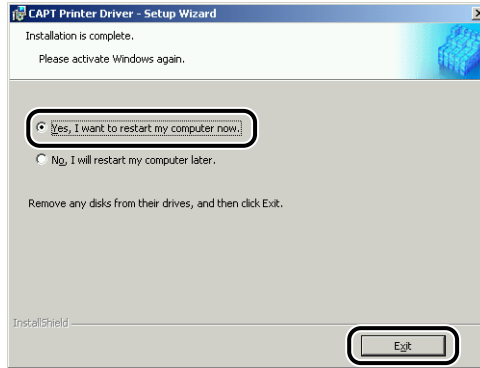 CAPT Printer Driver - Setup Wizard
Installation is complete.
Please activate Windows again.
Yes, I want to restart my computer now.
No, I will restart my computer later.
Remove any disks from their drives, and then click Exit.
InstallShield
Exit